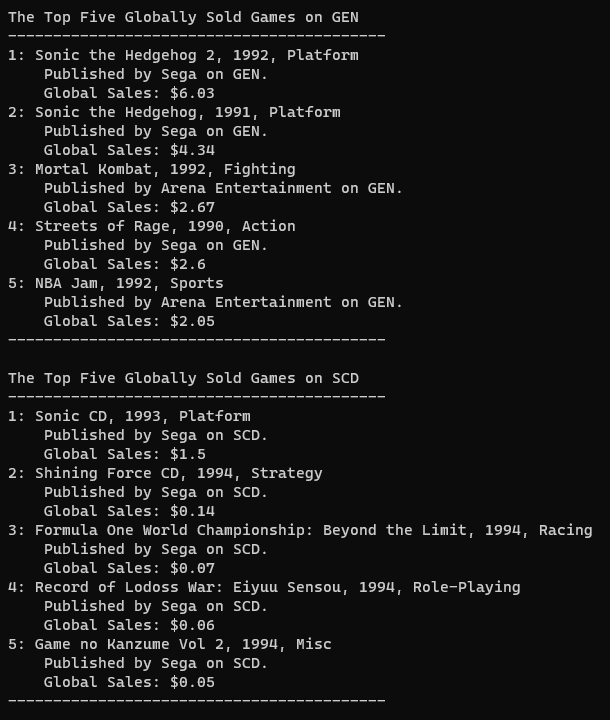 The Top Five Globally Sold Games on GEN
------------------------------------------
1: Sonic the Hedgehog 2, 1992, Platform
    Published by Sega on GEN.
    Global Sales: $6.03
2: Sonic the Hedgehog, 1991, Platform
    Published by Sega on GEN.
    Global Sales: $4.34
3: Mortal Kombat, 1992, Fighting
    Published by Arena Entertainment on GEN.
    Global Sales: $2.67
4: Streets of Rage, 1990, Action
    Published by Sega on GEN.
    Global Sales: $2.6
5: NBA Jam, 1992, Sports
    Published by Arena Entertainment on GEN.
    Global Sales: $2.05
------------------------------------------

The Top Five Globally Sold Games on SCD
------------------------------------------
1: Sonic CD, 1993, Platform
    Published by Sega on SCD.
    Global Sales: $1.5
2: Shining Force CD, 1994, Strategy
    Published by Sega on SCD.
    Global Sales: $0.14
3: Formula One World Championship: Beyond the Limit, 1994, Racing
    Published by Sega on SCD.
    Global Sales: $0.07
4: Record of Lodoss War: Eiyuu Sensou, 1994, Role-Playing
    Published by Sega on SCD.
    Global Sales: $0.06
5: Game no Kanzume Vol 2, 1994, Misc
    Published by Sega on SCD.
    Global Sales: $0.05
------------------------------------------